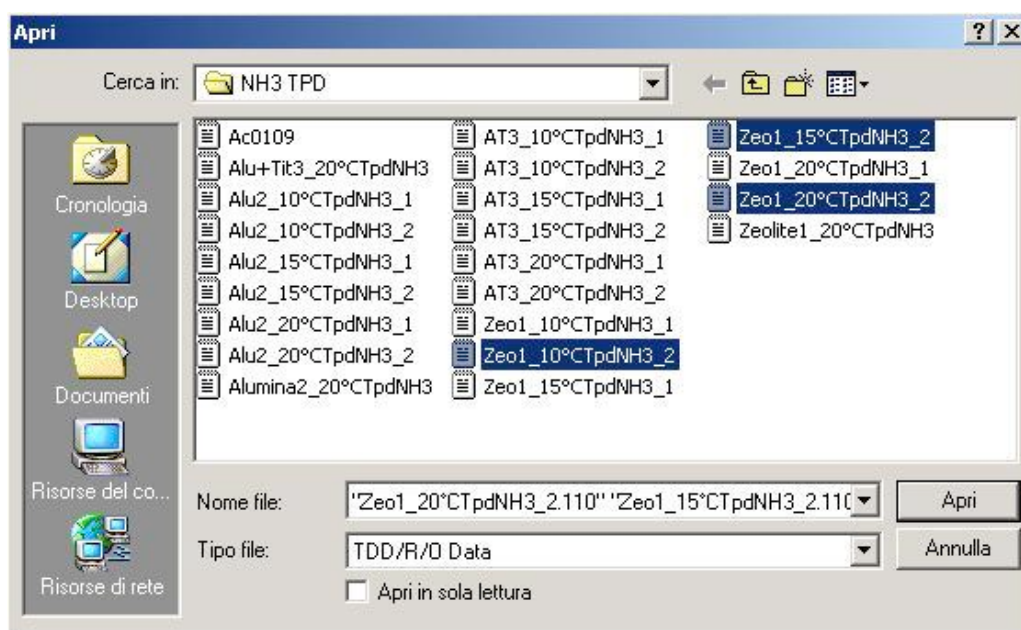 Apri
Cerca in: NH3 TPD
Cronologia
Desktop
Documenti
Risorse del co...
Risorse di rete
Ac0109
Alu+Tit3_20°CTpdNH3
Alu2_10°CTpdNH3_1
Alu2_10°CTpdNH3_2
Alu2_15°CTpdNH3_1
Alu2_15°CTpdNH3_2
Alu2_20°CTpdNH3_1
Alu2_20°CTpdNH3_2
Alumina2_20°CTpdNH3
AT3_10°CTpdNH3_1
AT3_10°CTpdNH3_2
AT3_15°CTpdNH3_1
AT3_15°CTpdNH3_2
AT3_20°CTpdNH3_1
AT3_20°CTpdNH3_2
Zeo1_10°CTpdNH3_1
Zeo1_10°CTpdNH3_2
Zeo1_15°CTpdNH3_1
Zeo1_15°CTpdNH3_2
Zeo1_20°CTpdNH3_1
Zeo1_20°CTpdNH3_2
Zeolite1_20°CTpdNH3
Nome file: "Zeo1_20°CTpdNH3_2.110" "Zeo1_15°CTpdNH3_2.110 Apri
Tipo file: TDD/R/O Data Annulla
Apri in sola lettura